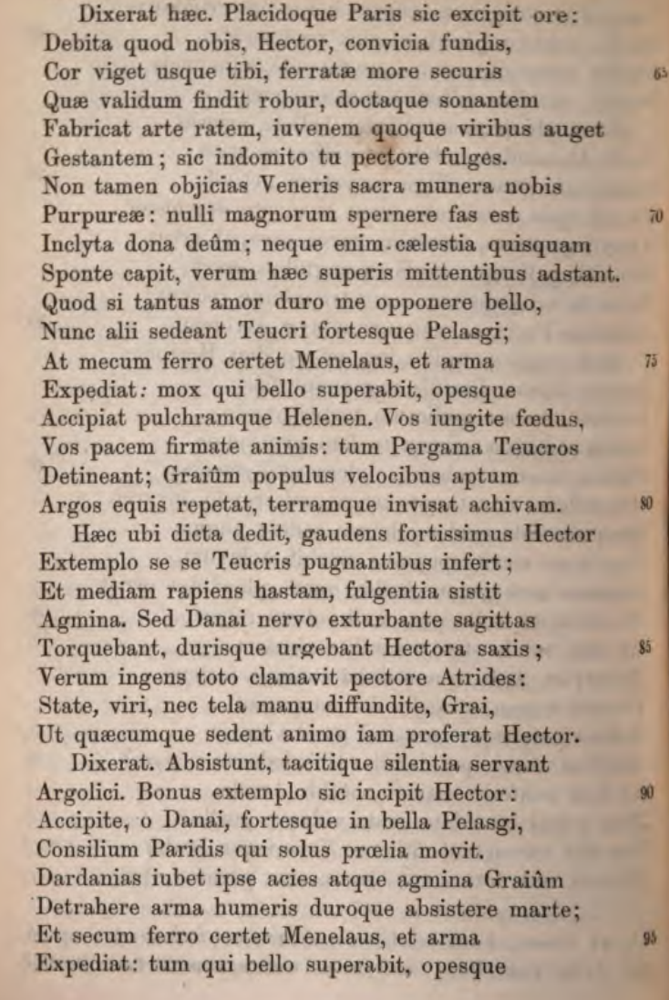 Dixerat hæc. Placidoque Paris sic excipit ore:
Debita quod nobis, Hector, convicia fundis,
Cor viget usque tibi, ferratæ more securis 65
Quæ validum findit robur, doctaque sonantem
Fabricat arte ratem, iuvenem quoque viribus auget
Gestantem; sic indomito tu pectore fulges.
Non tamen objicias Veneris sacra munera nobis
Purpureæ: nulli magnorum spernere fas est 70
Inclyta dona deûm; neque enim cælestia quisquam
Sponte capit, verum hæc superis mittentibus adstant.
Quod si tantus amor duro me opponere bello,
Nunc alii sedeant Teucri fortesque Pelasgi;
At mecum ferro certet Menelaus, et arma 75
Expediat: mox qui bello superabit, opesque
Accipiat pulchramque Helenen. Vos iungite fœdus,
Vos pacem firmate animis: tum Pergama Teucros
Detineant; Graiûm populus velocibus aptum
Argos equis repetat, terramque invisat achivam. 80
Hæc ubi dicta dedit, gaudens fortissimus Hector
Extemplo se se Teucris pugnantibus infert;
Et mediam rapiens hastam, fulgentia sistit
Agmina. Sed Danai nervo exturbante sagittas
Torquebant, durisque urgebant Hectora saxis; 85
Verum ingens toto clamavit pectore Atrides:
State, viri, nec tela manu diffundite, Grai,
Ut quæcumque sedent animo iam proferat Hector.
Dixerat. Absistunt, tacitique silentia servant
Argolici. Bonus extemplo sic incipit Hector: 90
Accipite, o Danai, fortesque in bella Pelasgi,
Consilium Paridis qui solus prœlia movit.
Dardanias iubet ipse acies atque agmina Graiûm
Detrahere arma humeris duroque absistere marte;
Et secum ferro certet Menelaus, et arma 95
Expediat: tum qui bello superabit, opesque